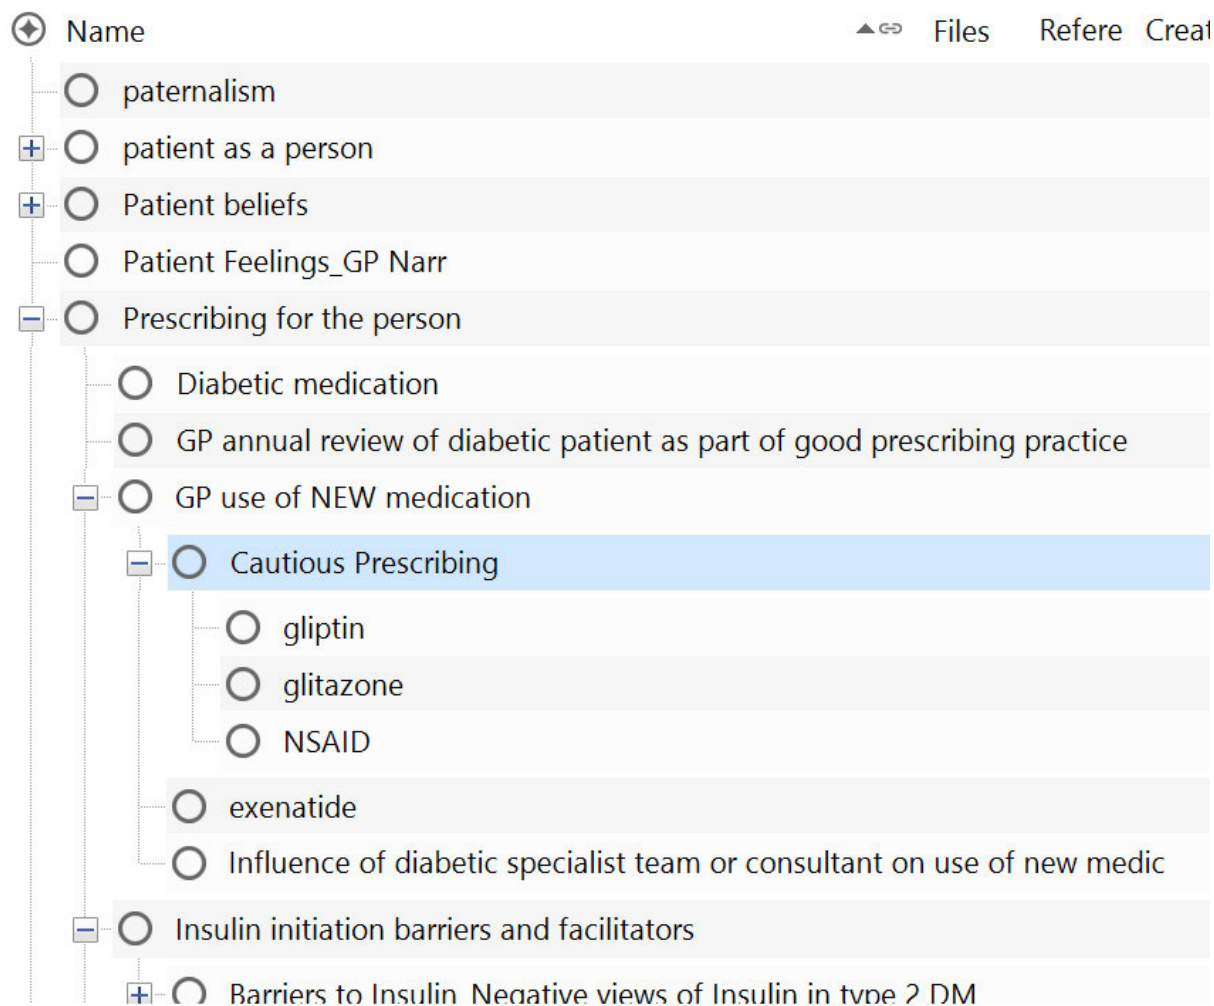 Name Files Refere Creat
paternalism
patient as a person
Patient beliefs
Patient Feelings_GP Narr
Prescribing for the person
Diabetic medication
GP annual review of diabetic patient as part of good prescribing practice
GP use of NEW medication
Cautious Prescribing
gliptin
glitazone
NSAID
exenatide
Influence of diabetic specialist team or consultant on use of new medic
Insulin initiation barriers and facilitators
Barriers to Insulin_Negative views of Insulin in type 2 DM